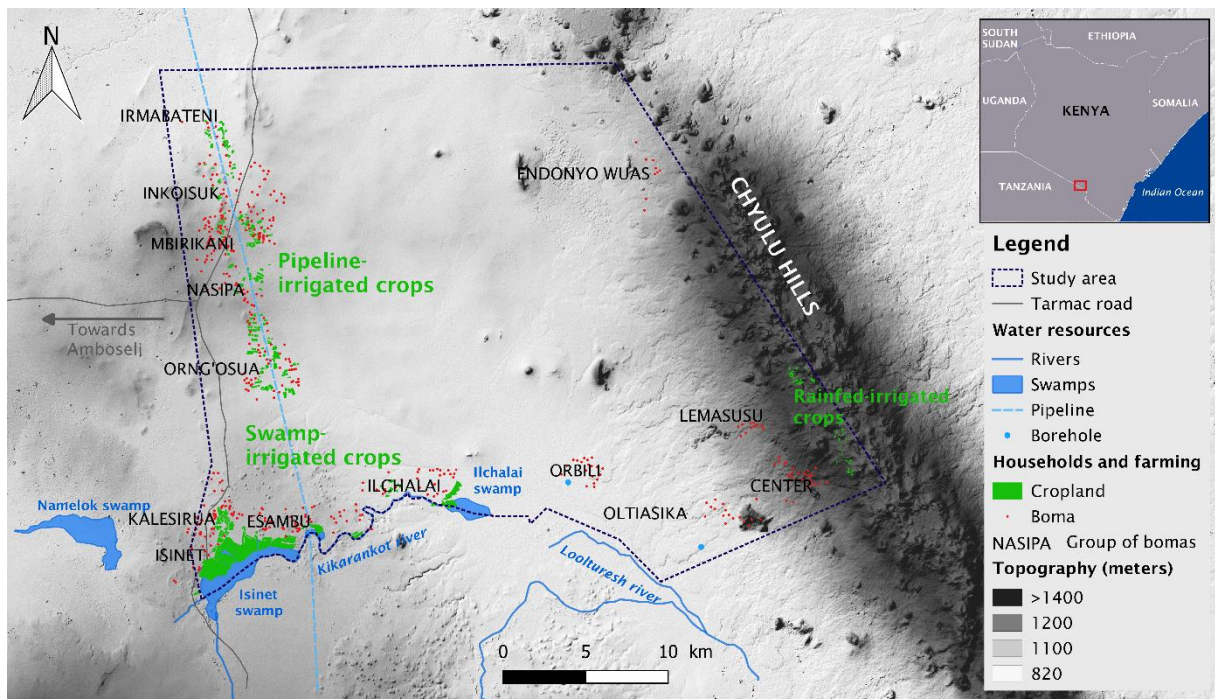 N
IRMABATENI
INKOISUK
MBIRIKANI
NASIPA
Pipeline-
irrigated crops
ENDONYO WUAS
CHYULU HILLS
Towards
Amboseli
ORNG'OSUA
Swamp-
irrigated crops
Rainfed-irrigated
crops
LEMASUSU
ORBILI
CENTER
OLTIASIKA
ILCHALAI
Ilchalai
swamp
Namelok swamp
KALESIRUA
ESAMBU
ISINET
Isinet
swamp
Kikarankot river
Loolturesh river
0 5 10 km
SOUTH
SUDAN
ETHIOPIA
UGANDA
KENYA
SOMALIA
TANZANIA
Indian Ocean
Legend
Study area
Tarmac road
Water resources
Rivers
Swamps
Pipeline
Borehole
Households and farming
Cropland
Boma
NASIPA Group of bomas
Topography (meters)
>1400
1200
1100
820